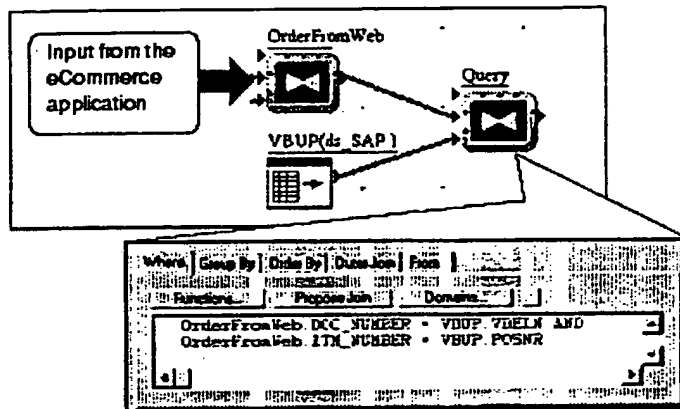 Input from the
eCommerce
application
OrderFromWeb
Query
VBUP(ds_SAP)
Where Group By Order By Outer Join From
Functions... Propose Join Domains...
OrderFromWeb.DOC_NUMBER = VBUP.VBELN AND
OrderFromWeb.ITM_NUMBER = VBUP.POSNR